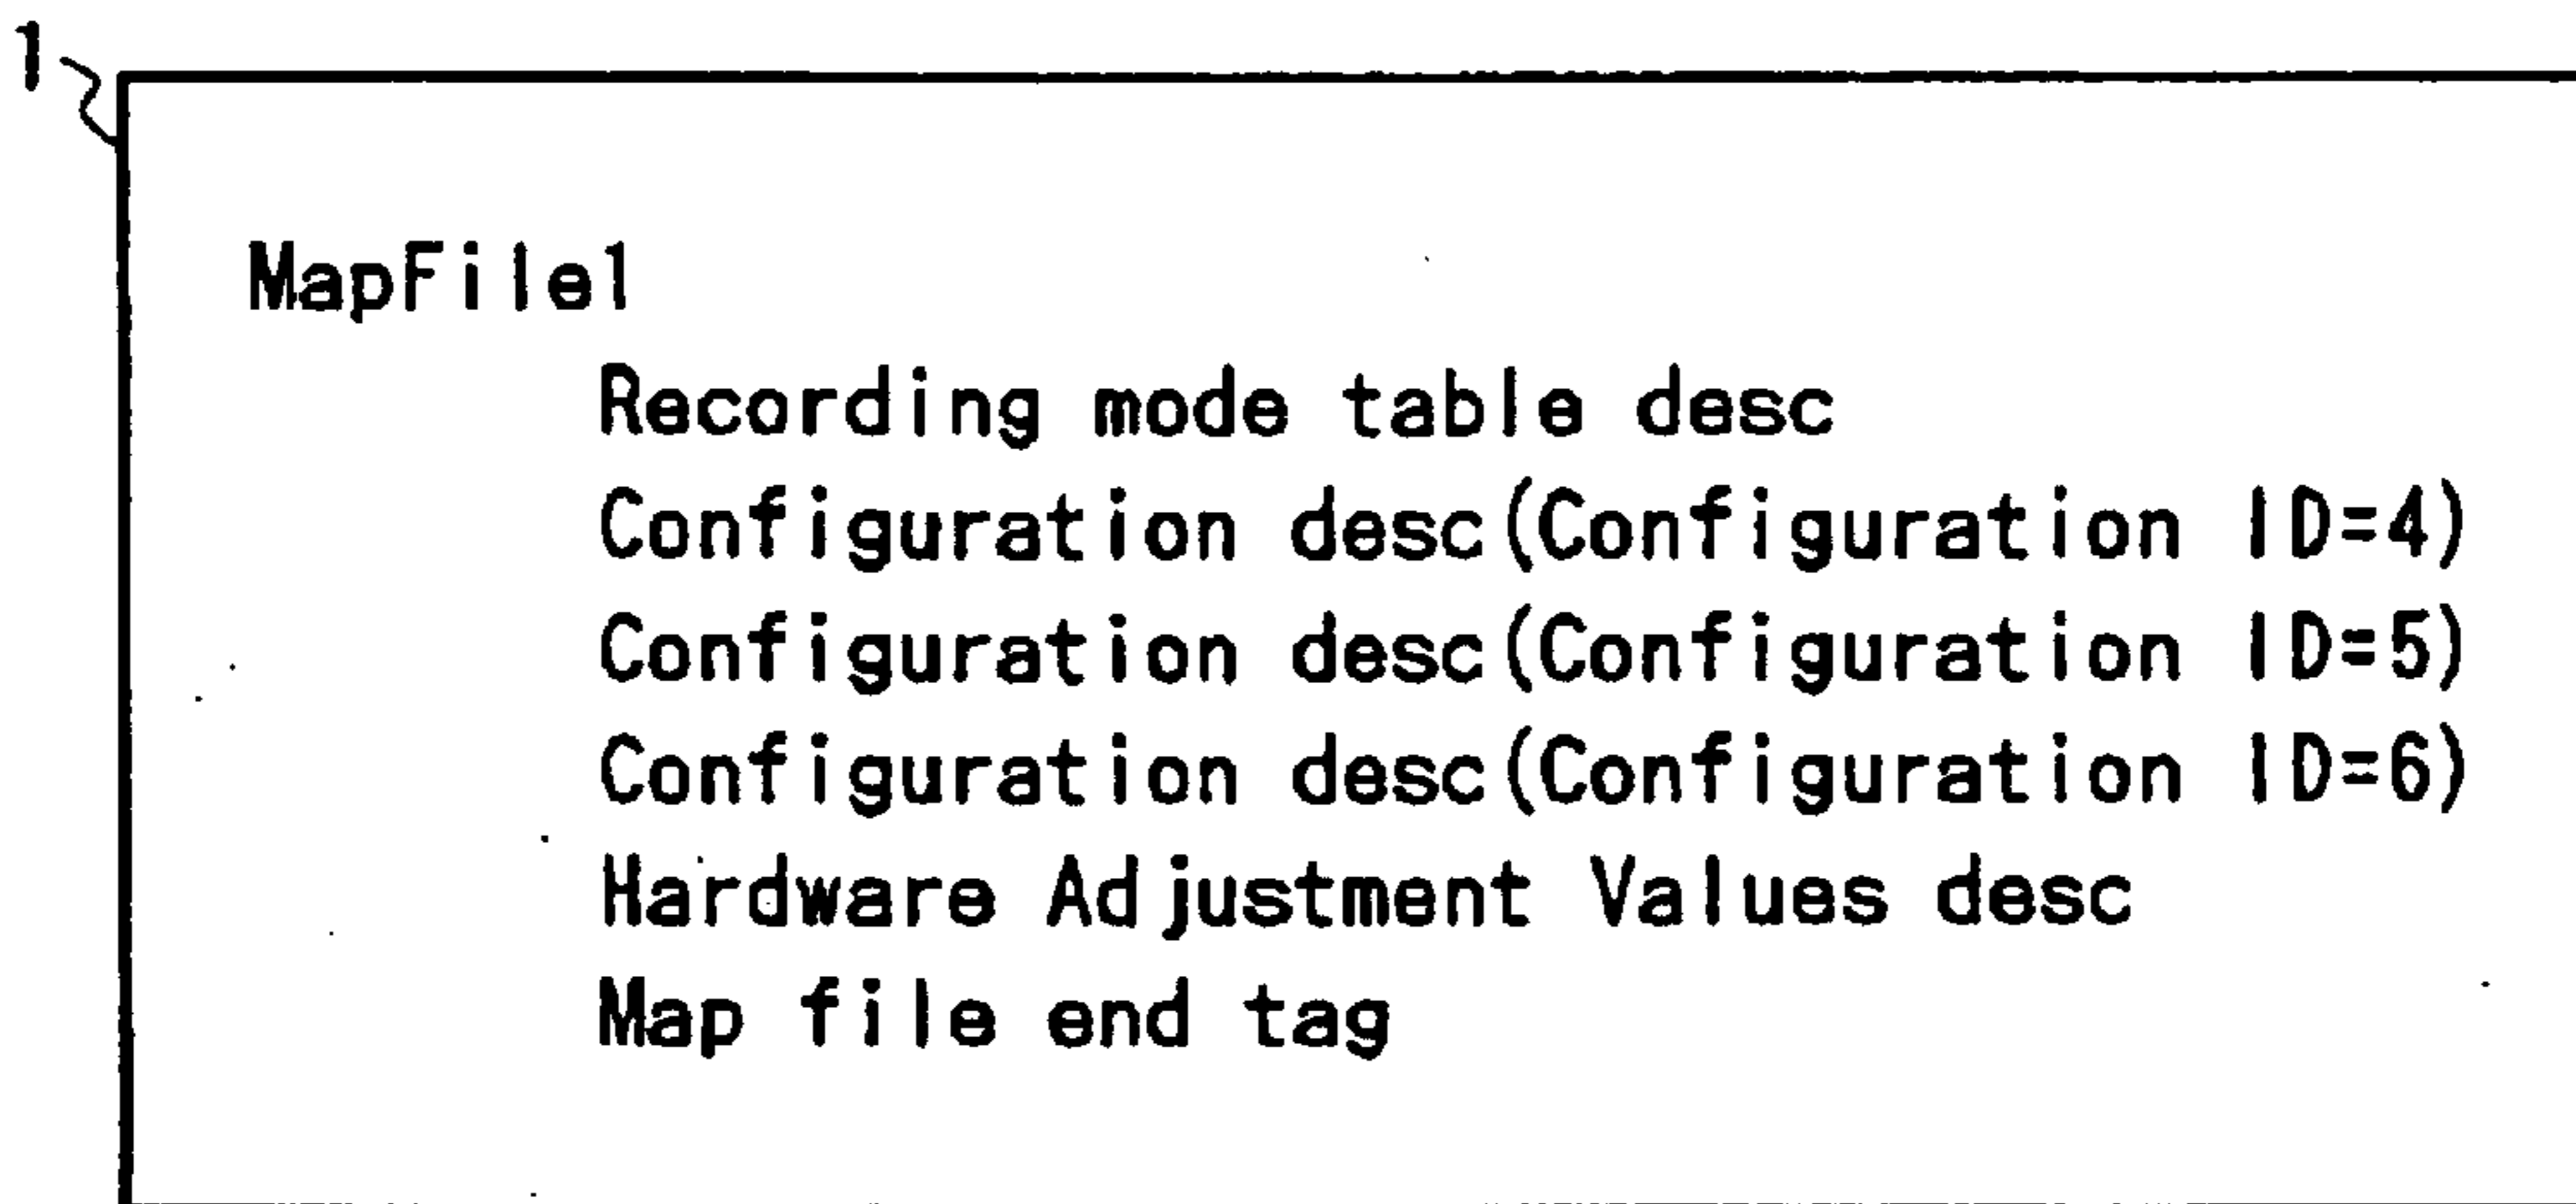 1
MapFile1
Recording mode table desc
Configuration desc(Configuration ID=4)
Configuration desc(Configuration ID=5)
Configuration desc(Configuration ID=6)
Hardware Adjustment Values desc
Map file end tag